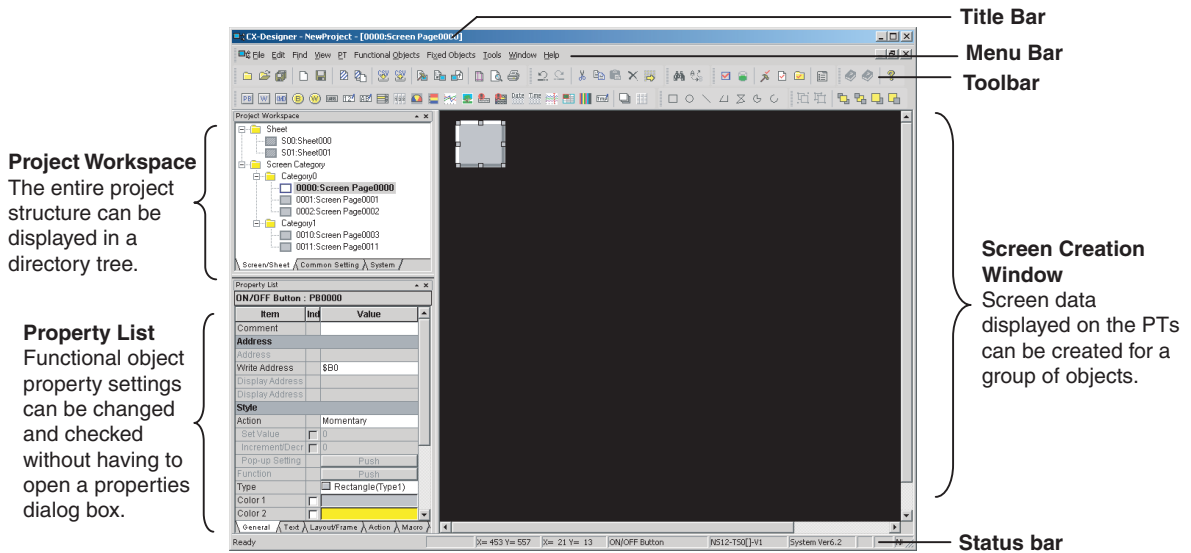 Title Bar
CX-Designer - NewProject - [0000:Screen Page0000]
Menu Bar
File Edit Find View PT Functional Objects Fixed Objects Tools Window Help
Toolbar
PB W B W Date Time
Project Workspace
The entire project
structure can be
displayed in a
directory tree.
Project Workspace
Sheet
S00:Sheet000
S01:Sheet001
Screen Category
Category0
0000:Screen Page0000
0001:Screen Page0001
0002:Screen Page0002
Category1
0010:Screen Page0003
0011:Screen Page0011
Screen/Sheet Common Setting System
Property List
Functional object
property settings
can be changed
and checked
without having to
open a properties
dialog box.
Property List
ON/OFF Button : PB0000
Item Ind Value
Comment
Address
Address
Write Address $B0
Display Address
Display Address
Style
Action Momentary
Set Value 0
Increment/Decr 0
Pop-up Setting Push
Function Push
Type Rectangle(Type1)
Color 1
Color 2
General Text Layout/Frame Action Macro
Screen Creation
Window
Screen data
displayed on the PTs
can be created for a
group of objects.
Ready X= 453 Y= 557 X= 21 Y= 13 ON/OFF Button NS12-TS0[]-V1 System Ver6.2
Status bar